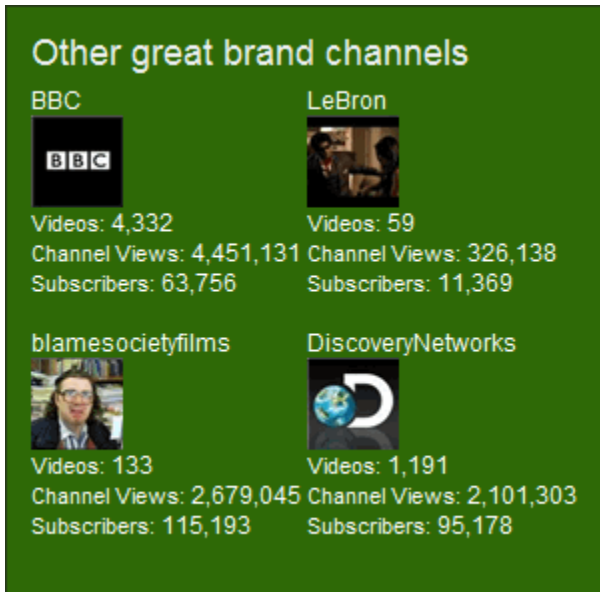 Other great brand channels
BBC
BBC
Videos: 4,332
Channel Views: 4,451,131
Subscribers: 63,756
LeBron
Videos: 59
Channel Views: 326,138
Subscribers: 11,369
blamesocietyfilms
Videos: 133
Channel Views: 2,679,045
Subscribers: 115,193
DiscoveryNetworks
D
Videos: 1,191
Channel Views: 2,101,303
Subscribers: 95,178